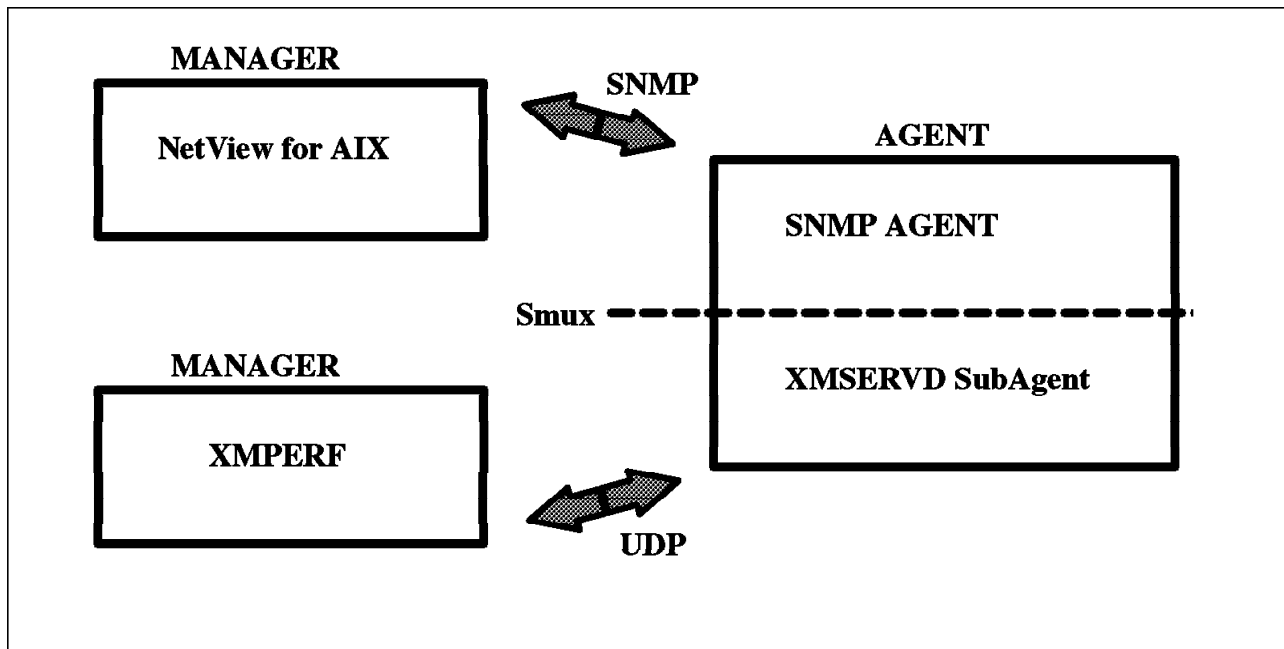 MANAGER
NetView for AIX
SNMP
AGENT
SNMP AGENT
Smux
XMSERVD SubAgent
MANAGER
XMPERF
UDP